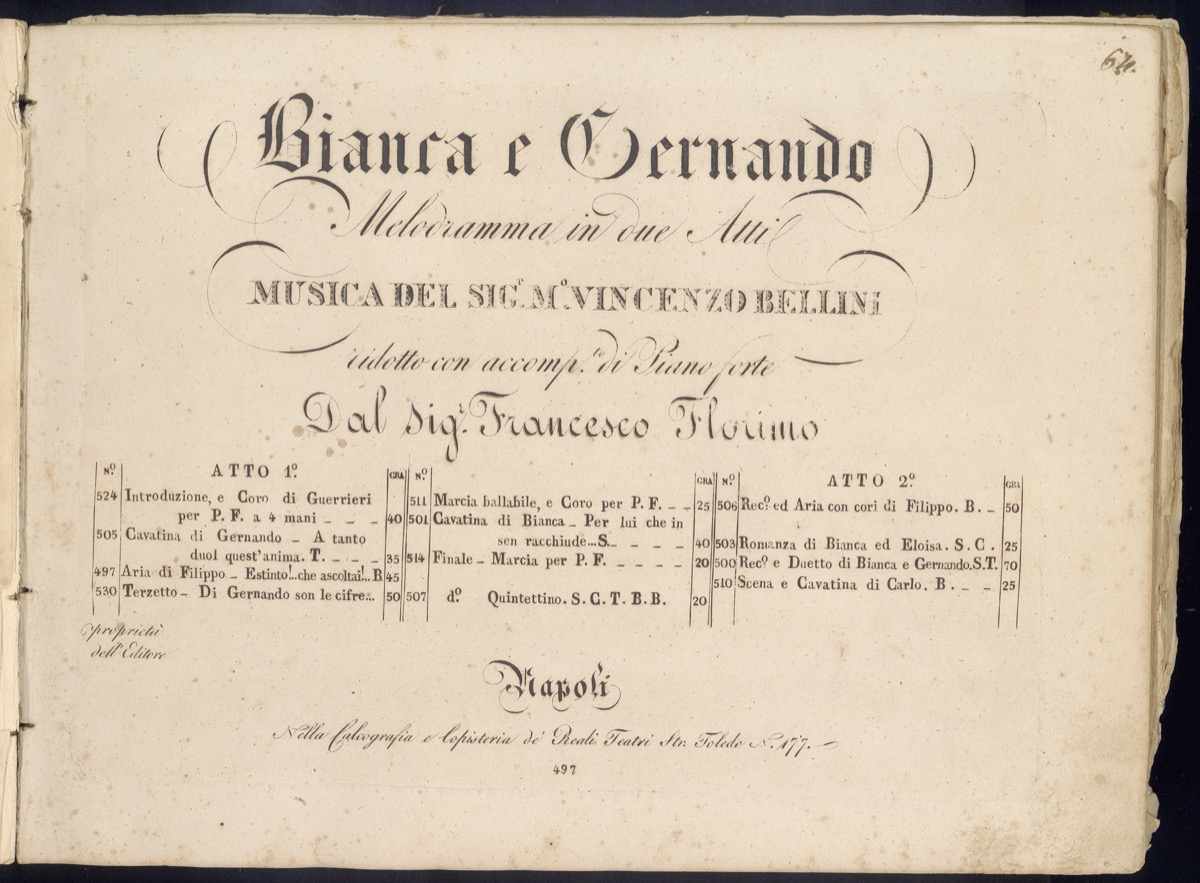 Bianca e Gernando
Melodramma in due Atti
MUSICA DEL SIG.r M.o VINCENZO BELLINI
ridotto con accomp.to di Piano forte
Dal Sig.r Francesco Florimo
N.o ATTO 1.o GRA
524 Introduzione, e Coro di Guerrieri
per P. F. a 4 mani _ _ _ 40
505 Cavatina di Gernando _ A tanto
duol quest'anima. T. _ _ _ _ 35
497 Aria di Filippo _ Estinto!..che ascoltai!.. B. 45
530 Terzetto _ Di Gernando son le cifre... 50
N.o GRA
511 Marcia ballabile, e Coro per P. F. _ _ 25
501 Cavatina di Bianca _ Per lui che in
sen racchiude...S. _ _ _ _ 40
514 Finale _ Marcia per P. F. _ _ _ _ _ 20
507 d.o Quintettino. S. C. T. B. B. 20
N.o ATTO 2.o GRA
506 Rec.o ed Aria con cori di Filippo. B. _ 50
503 Romanza di Bianca ed Eloisa. S. C. 25
500 Rec.o e Duetto di Bianca e Gernando. S.T. 70
510 Scena e Cavatina di Carlo. B. _ _ 25
proprietà
dell'Editore
Napoli
Nella Calcografia e Copisteria de' Reali Teatri Str. Toledo N. 177.
497